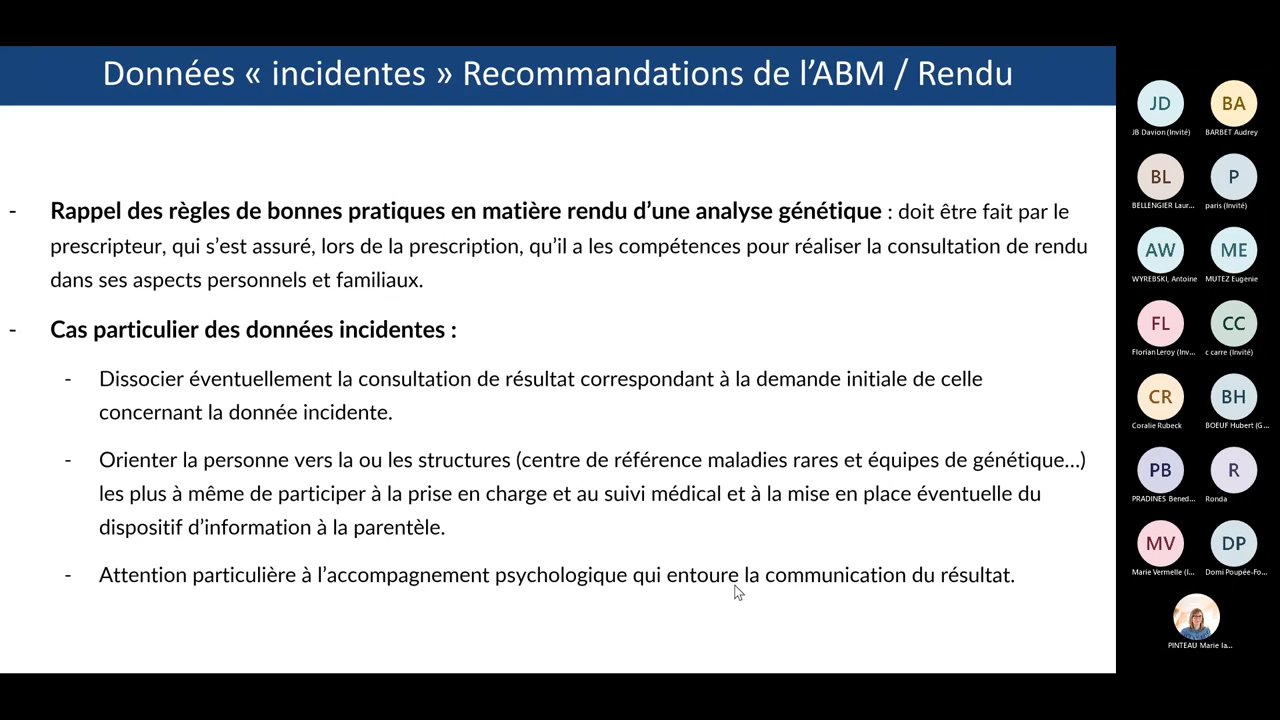 Données « incidentes » Recommandations de l’ABM / Rendu
- Rappel des règles de bonnes pratiques en matière rendu d’une analyse génétique : doit être fait par le
prescripteur, qui s’est assuré, lors de la prescription, qu’il a les compétences pour réaliser la consultation de rendu
dans ses aspects personnels et familiaux.
- Cas particulier des données incidentes :
- Dissocier éventuellement la consultation de résultat correspondant à la demande initiale de celle
concernant la donnée incidente.
- Orienter la personne vers la ou les structures (centre de référence maladies rares et équipes de génétique…)
les plus à même de participer à la prise en charge et au suivi médical et à la mise en place éventuelle du
dispositif d’information à la parentèle.
- Attention particulière à l’accompagnement psychologique qui entoure la communication du résultat.
JD BA
JB Davion (Invité) BARBET Audrey
BL P
BELLENGIER Laur... paris (Invité)
AW ME
WYREBSKI, Antoine MUTEZ Eugenie
FL CC
Florian Leroy (Inv... c carre (Invité)
CR BH
Coralie Rubeck BOEUF Hubert (G...
PB R
PRADINES Bened... Ronda
MV DP
Marie Vermelle (I... Domi Poupée-Fo...
PINTEAU Marie la...